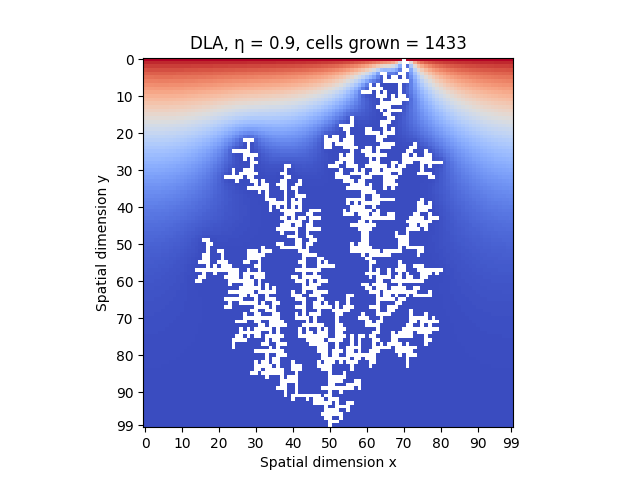 DLA, η = 0.9, cells grown = 1433
0
10
20
30
40
50
60
70
80
90
99
Spatial dimension y
0 10 20 30 40 50 60 70 80 90 99
Spatial dimension x